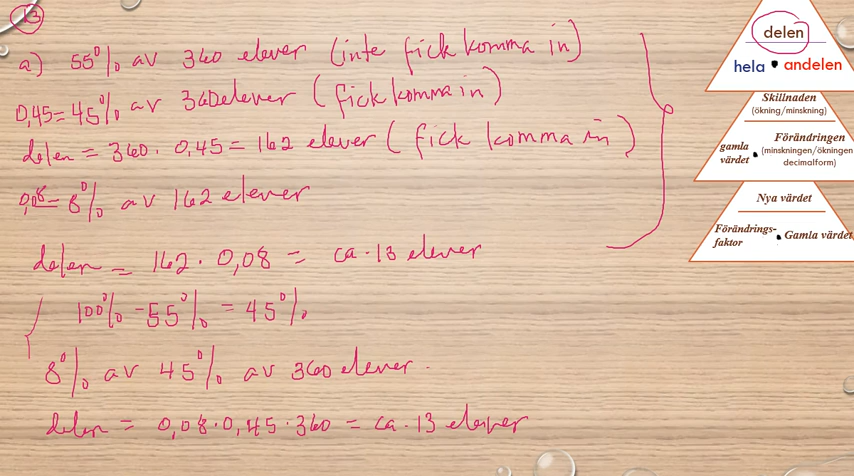 13
a) 55% av 360 elever (inte fick komma in)
0,45 = 45% av 360 elever (fick komma in)
delen = 360 · 0,45 = 162 elever (fick komma in)
0,08 = 8% av 162 elever
delen = 162 · 0,08 = ca. 13 elever
100% - 55% = 45%
8% av 45% av 360 elever.
delen = 0,08 · 0,45 · 360 = ca. 13 elever
delen
hela • andelen
Skillnaden
(ökning/minskning)
gamla värdet • Förändringen
(minskningen/ökningen
decimalform)
Nya värdet
Förändrings-
faktor • Gamla värdet